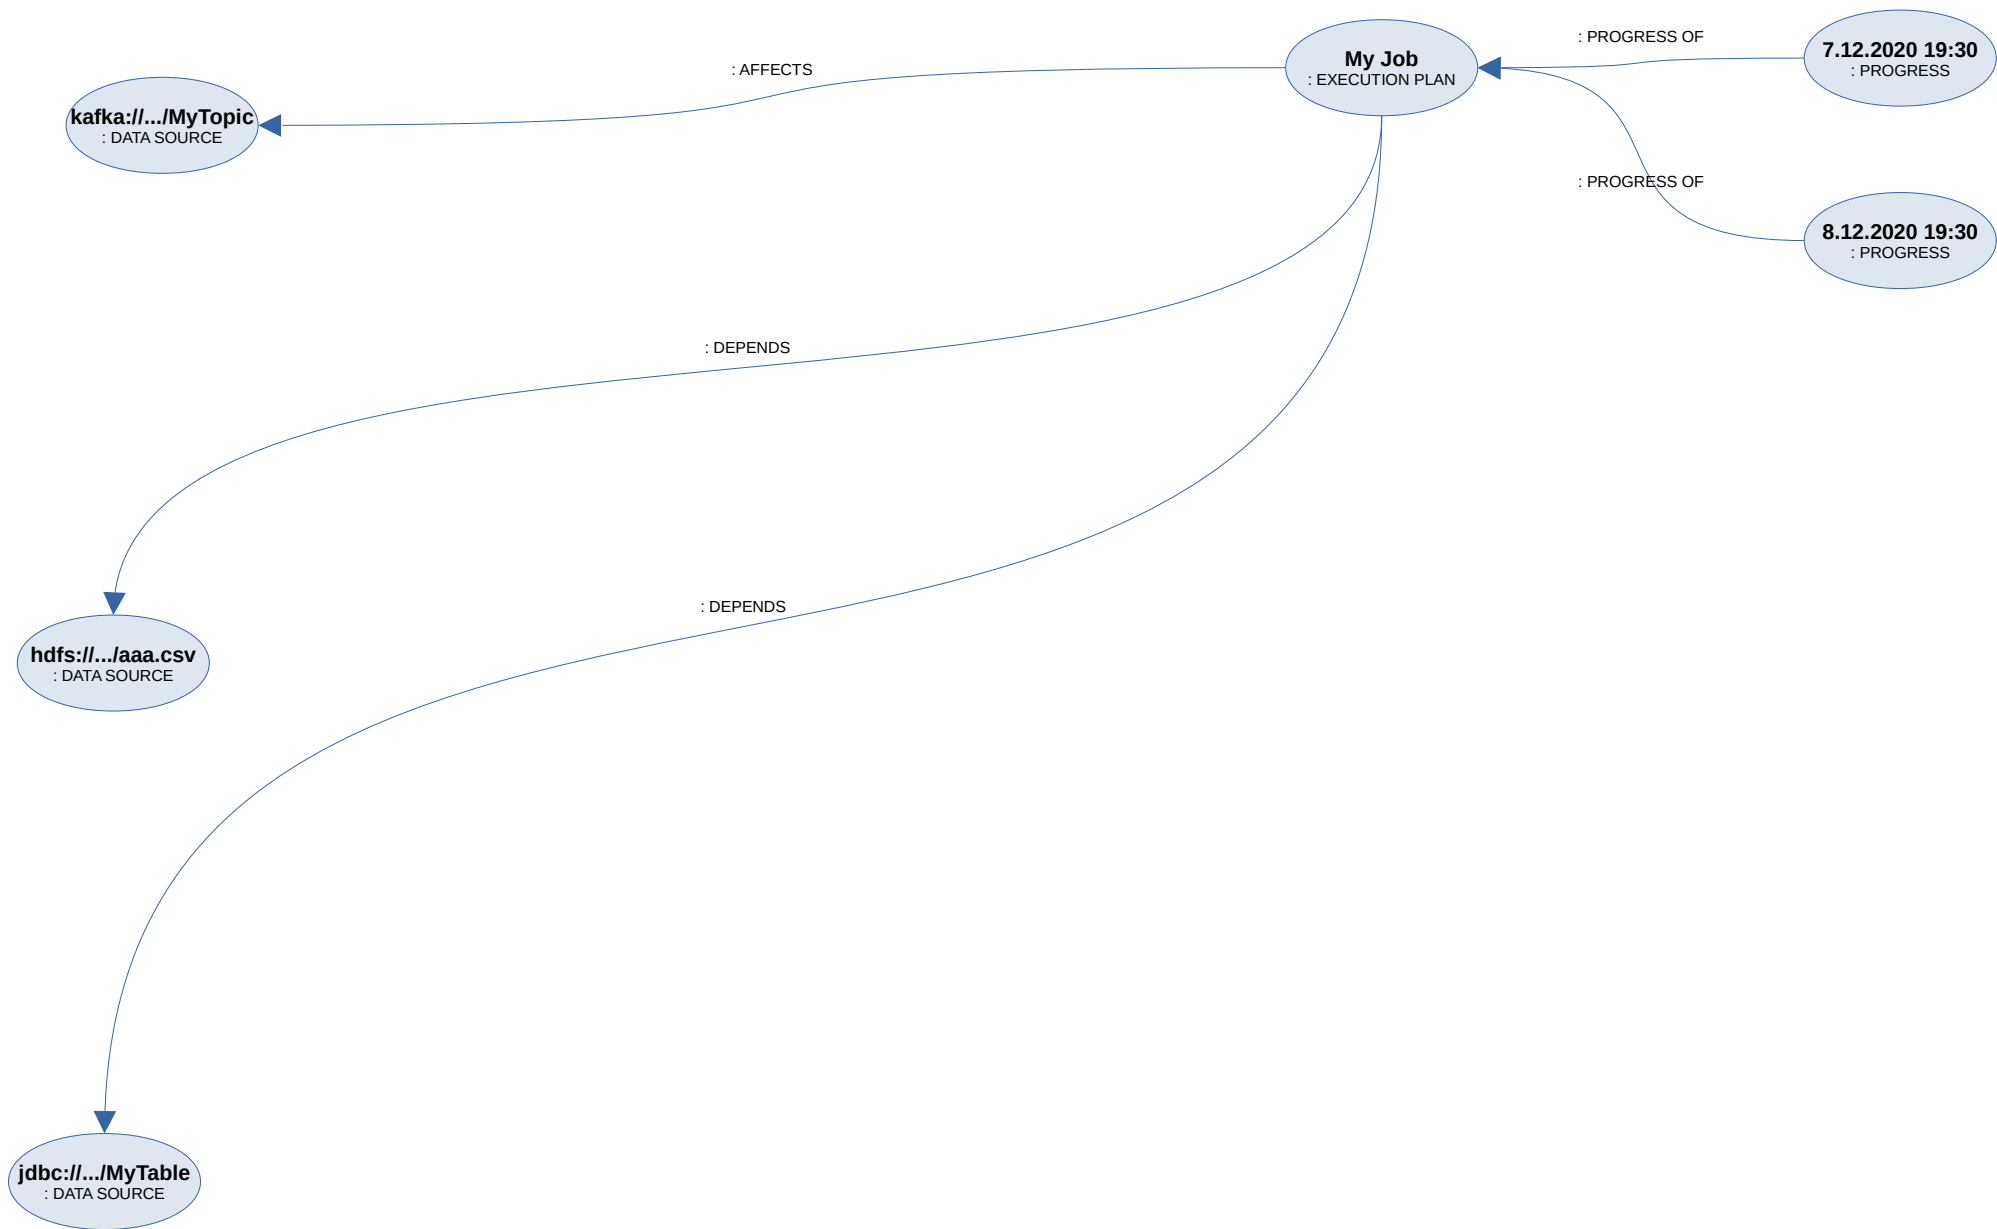 7.12.2020 19:30
: PROGRESS
: PROGRESS OF
My Job
: EXECUTION PLAN
: AFFECTS
kafka://.../MyTopic
: DATA SOURCE
: PROGRESS OF
8.12.2020 19:30
: PROGRESS
: DEPENDS
: DEPENDS
hdfs://.../aaa.csv
: DATA SOURCE
jdbc://.../MyTable
: DATA SOURCE